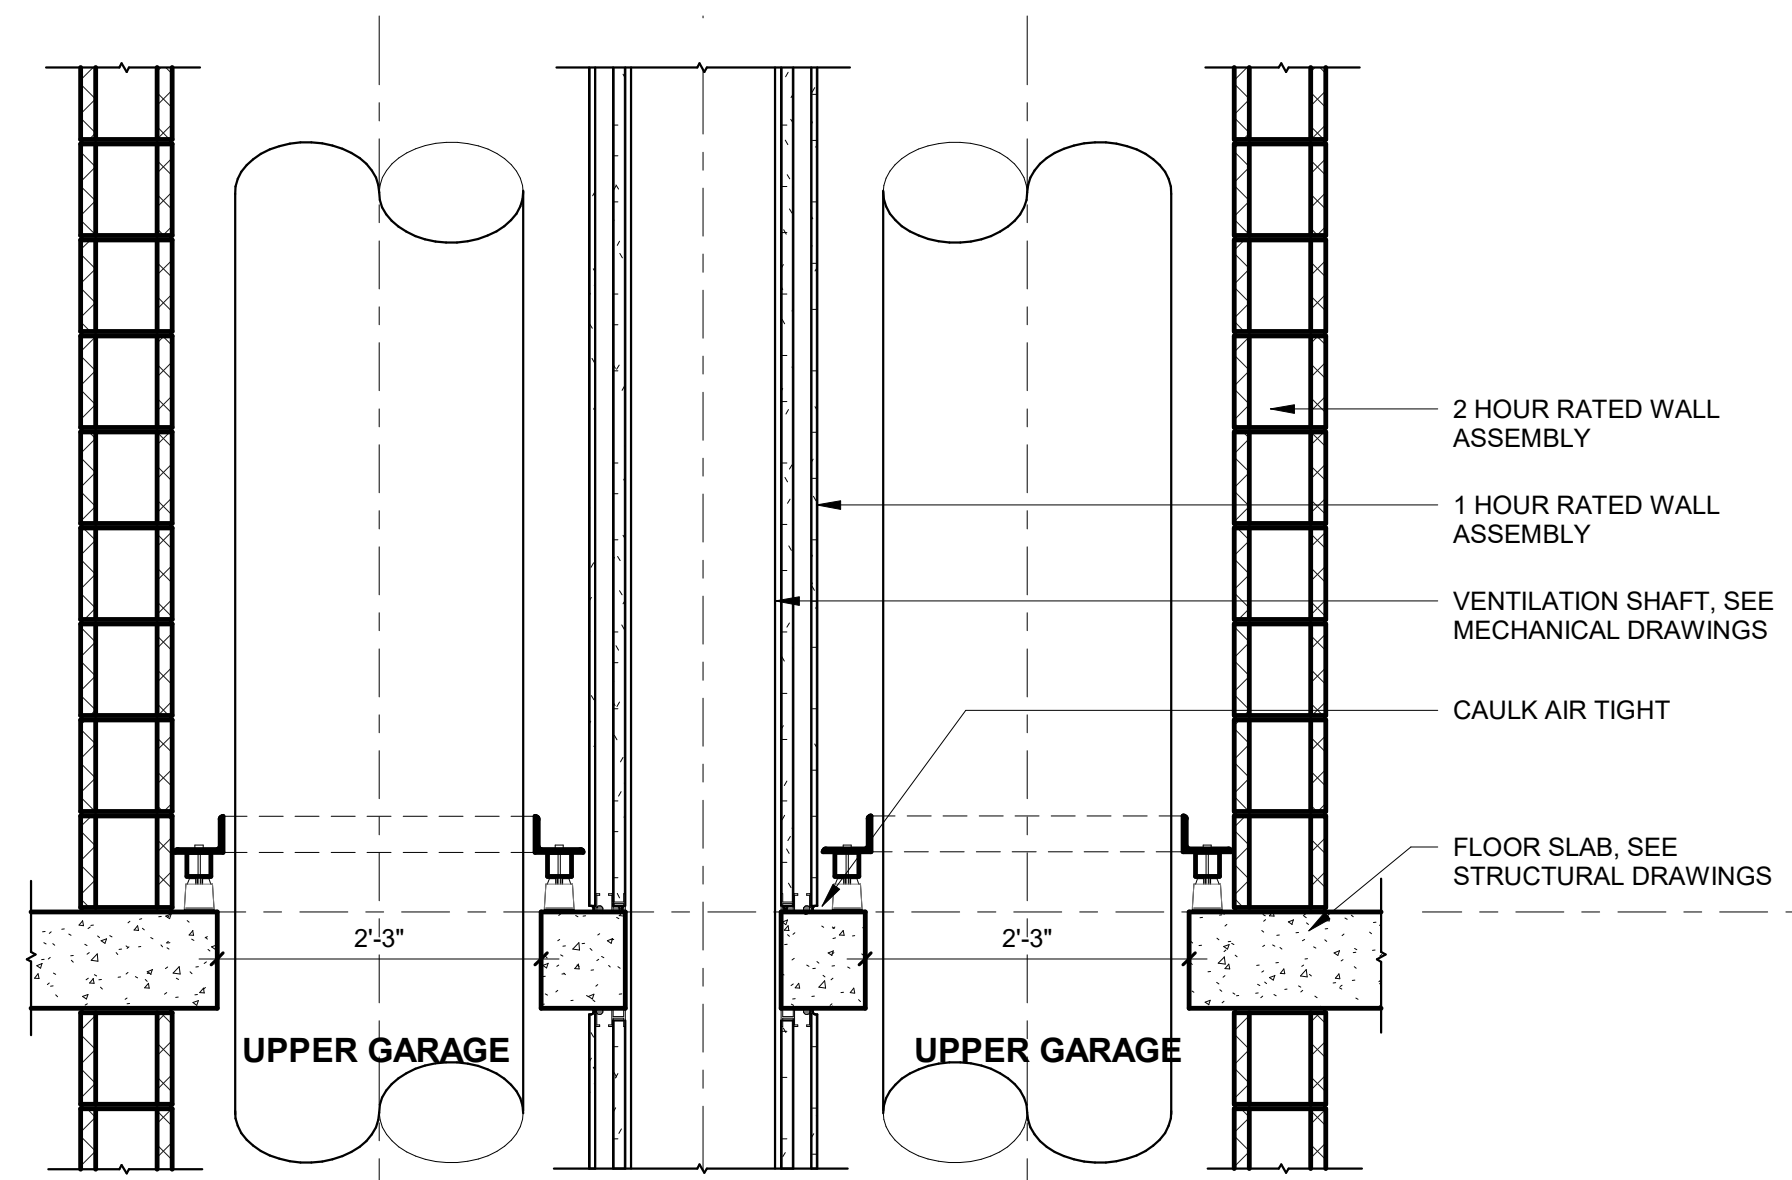 2 HOUR RATED WALL
ASSEMBLY
1 HOUR RATED WALL
ASSEMBLY
VENTILATION SHAFT, SEE
MECHANICAL DRAWINGS
CAULK AIR TIGHT
FLOOR SLAB, SEE
STRUCTURAL DRAWINGS
2'-3"
2'-3"
UPPER GARAGE
UPPER GARAGE